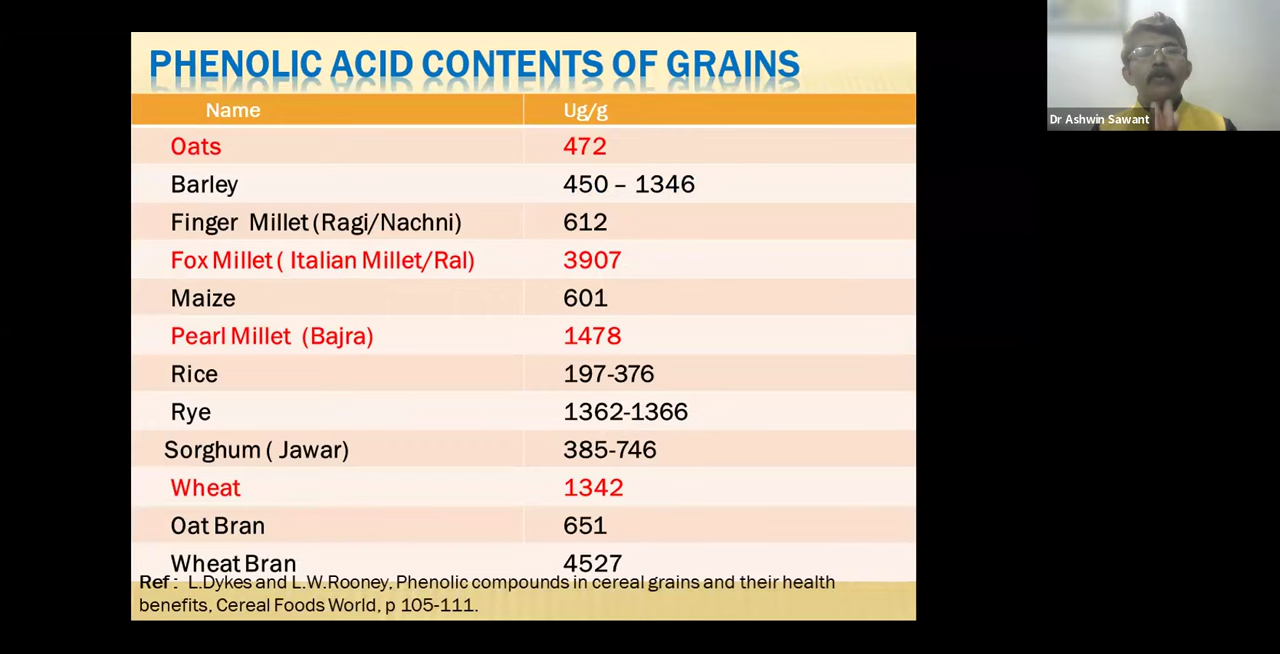 PHENOLIC ACID CONTENTS OF GRAINS
Name Ug/g
Oats 472
Barley 450 – 1346
Finger Millet (Ragi/Nachni) 612
Fox Millet ( Italian Millet/Ral) 3907
Maize 601
Pearl Millet (Bajra) 1478
Rice 197-376
Rye 1362-1366
Sorghum ( Jawar) 385-746
Wheat 1342
Oat Bran 651
Wheat Bran 4527
Ref : L.Dykes and L.W.Rooney, Phenolic compounds in cereal grains and their health
benefits, Cereal Foods World, p 105-111.
Dr Ashwin Sawant